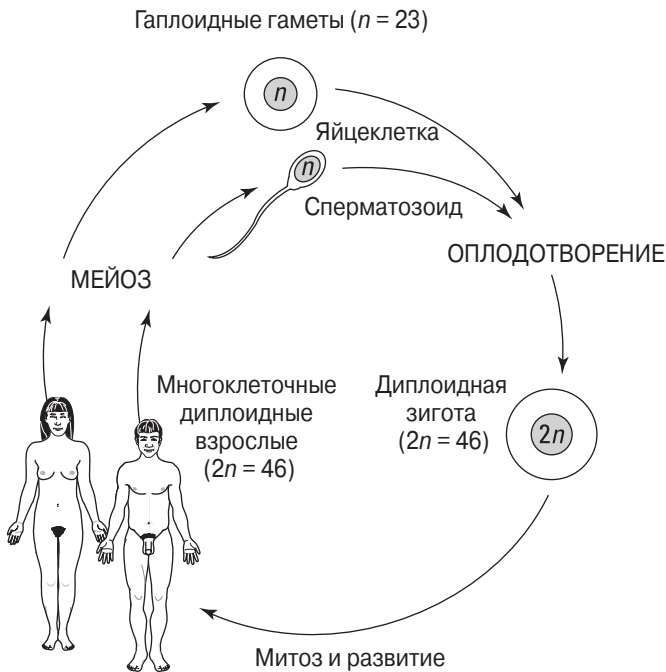 Гаплоидные гаметы (n = 23)
n
Яйцеклетка
n
Сперматозоид
МЕЙОЗ
ОПЛОДОТВОРЕНИЕ
Многоклеточные
диплоидные
взрослые
(2n = 46)
Диплоидная
зигота
(2n = 46)
2n
Митоз и развитие